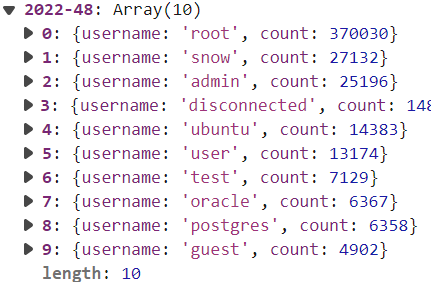 2022-48: Array(10)
0: {username: 'root', count: 370030}
1: {username: 'snow', count: 27132}
2: {username: 'admin', count: 25196}
3: {username: 'disconnected', count: 148
4: {username: 'ubuntu', count: 14383}
5: {username: 'user', count: 13174}
6: {username: 'test', count: 7129}
7: {username: 'oracle', count: 6367}
8: {username: 'postgres', count: 6358}
9: {username: 'guest', count: 4902}
length: 10